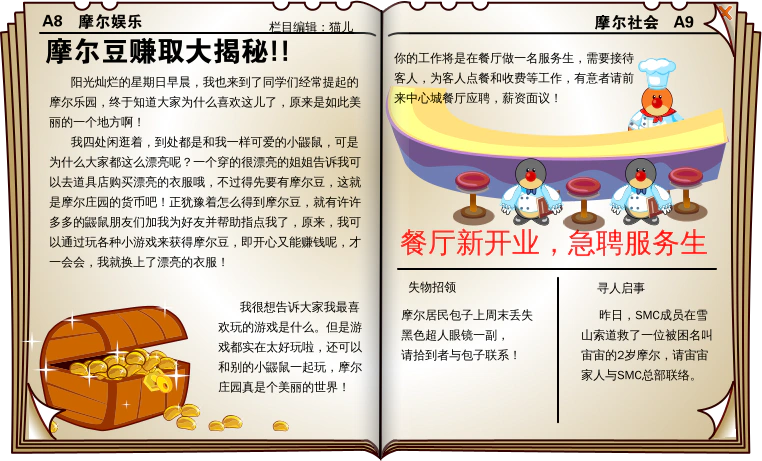 A8 摩尔娱乐
栏目编辑：猫儿
摩尔豆赚取大揭秘!!
阳光灿烂的星期日早晨，我也来到了同学们经常提起的
摩尔乐园，终于知道大家为什么喜欢这儿了，原来是如此美
丽的一个地方啊！
我四处闲逛着，到处都是和我一样可爱的小鼹鼠，可是
为什么大家都这么漂亮呢？一个穿的很漂亮的姐姐告诉我可
以去道具店购买漂亮的衣服哦，不过得先要有摩尔豆，这就
是摩尔庄园的货币吧！正犹豫着怎么得到摩尔豆，就有许许
多多的鼹鼠朋友们加我为好友并帮助指点我了，原来，我可
以通过玩各种小游戏来获得摩尔豆，即开心又能赚钱呢，才
一会会，我就换上了漂亮的衣服！
我很想告诉大家我最喜
欢玩的游戏是什么。但是游
戏都实在太好玩啦，还可以
和别的小鼹鼠一起玩，摩尔
庄园真是个美丽的世界！
摩尔社会 A9
你的工作将是在餐厅做一名服务生，需要接待
客人，为客人点餐和收费等工作，有意者请前
来中心城餐厅应聘，薪资面议！
餐厅新开业，急聘服务生
失物招领
摩尔居民包子上周末丢失
黑色超人眼镜一副，
请拾到者与包子联系！
寻人启事
昨日，SMC成员在雪
山索道救了一位被困名叫
宙宙的2岁摩尔，请宙宙
家人与SMC总部联络。